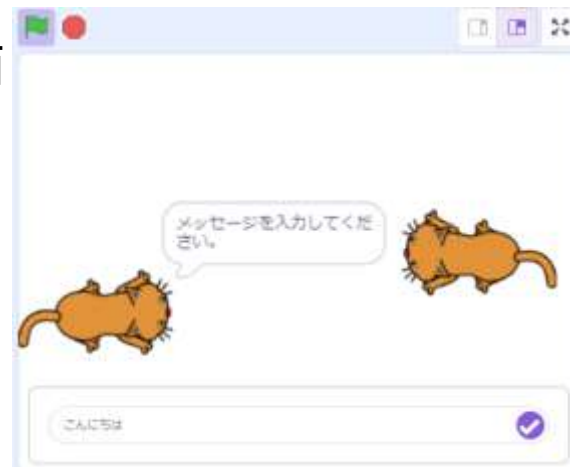 メッセージを入力してくだ
さい。
こんにちは